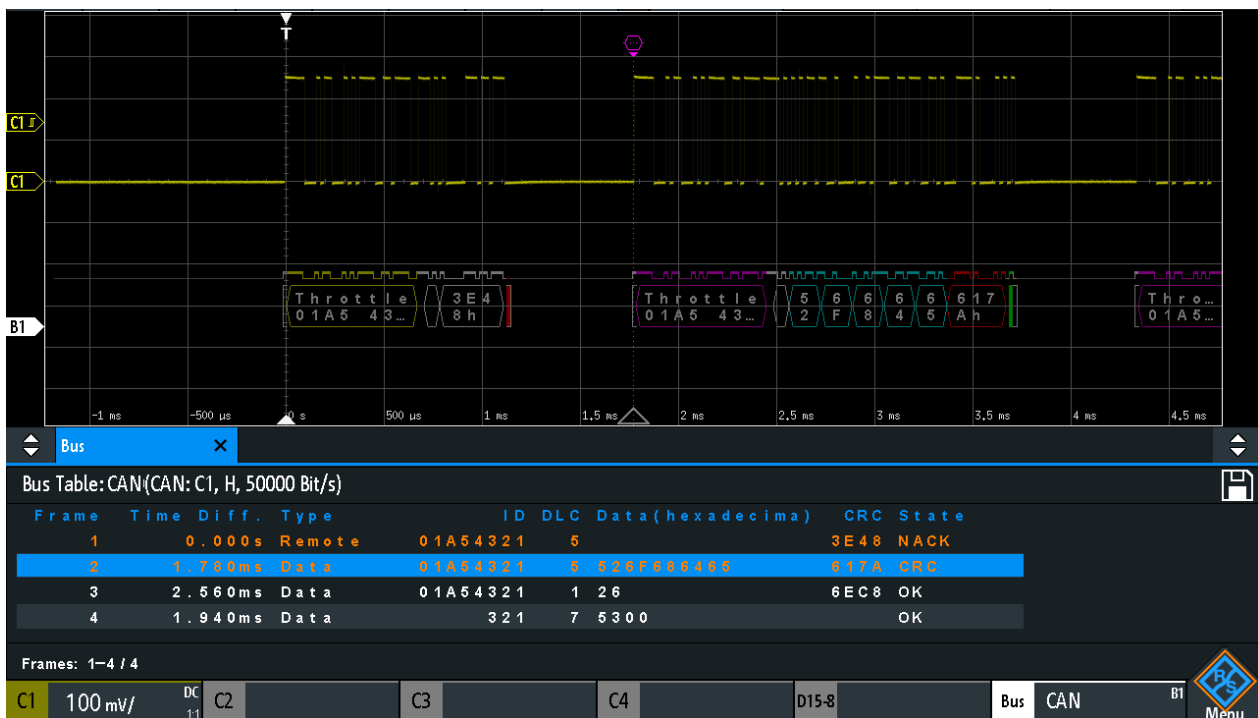 T
C1
C1
Throttle 3E4 Throttle 5 6 6 6 6 617 Thro…
01A5 43… 8h 01A5 43… 2 F 8 4 5 Ah 01A5…
B1
-1 ms -500 µs 0 s 500 µs 1 ms 1.5 ms 2 ms 2.5 ms 3 ms 3.5 ms 4 ms 4.5 ms
Bus ×
Bus Table: CAN (CAN: C1, H, 50000 Bit/s)
Frame Time Diff. Type ID DLC Data(hexadecima) CRC State
1 0.000s Remote 01A54321 5 3E48 NACK
2 1.780ms Data 01A54321 5 526F686465 617A CRC
3 2.560ms Data 01A54321 1 26 6EC8 OK
4 1.940ms Data 321 7 5300 OK
Frames: 1-4 / 4
C1 100 mV/ DC 1:1 C2 C3 C4 D15-8 Bus CAN B1
R&S
Menu